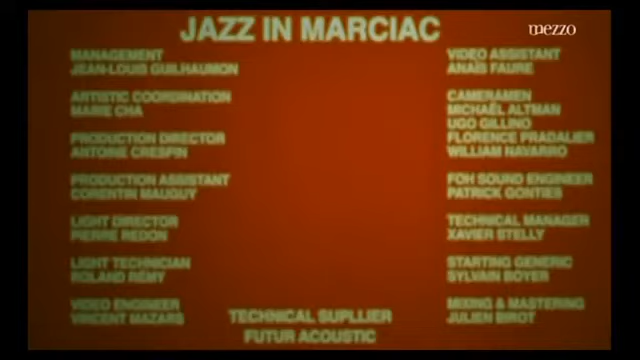 JAZZ IN MARCIAC
mezzo
MANAGEMENT
JEAN-LOUIS GUILHAUMON
ARTISTIC COORDINATION
MARIE CHA
PRODUCTION DIRECTOR
ANTOINE CRESPIN
PRODUCTION ASSISTANT
CORENTIN MAUGUY
LIGHT DIRECTOR
PIERRE REDON
LIGHT TECHNICIAN
ROLAND RÉMY
VIDEO ENGINEER
VINCENT MAZARS
VIDEO ASSISTANT
ANAÏS FAURE
CAMERAMEN
MICHAËL ALTMAN
UGO GILLINO
FLORENCE FRADALIER
WILLIAM NAVARRO
FOH SOUND ENGINEER
PATRICK GONTIES
TECHNICAL MANAGER
XAVIER STELLY
STARTING GENERIC
SYLVAIN BOYER
MIXING & MASTERING
JULIEN BIROT
TECHNICAL SUPLLIER
FUTUR ACOUSTIC